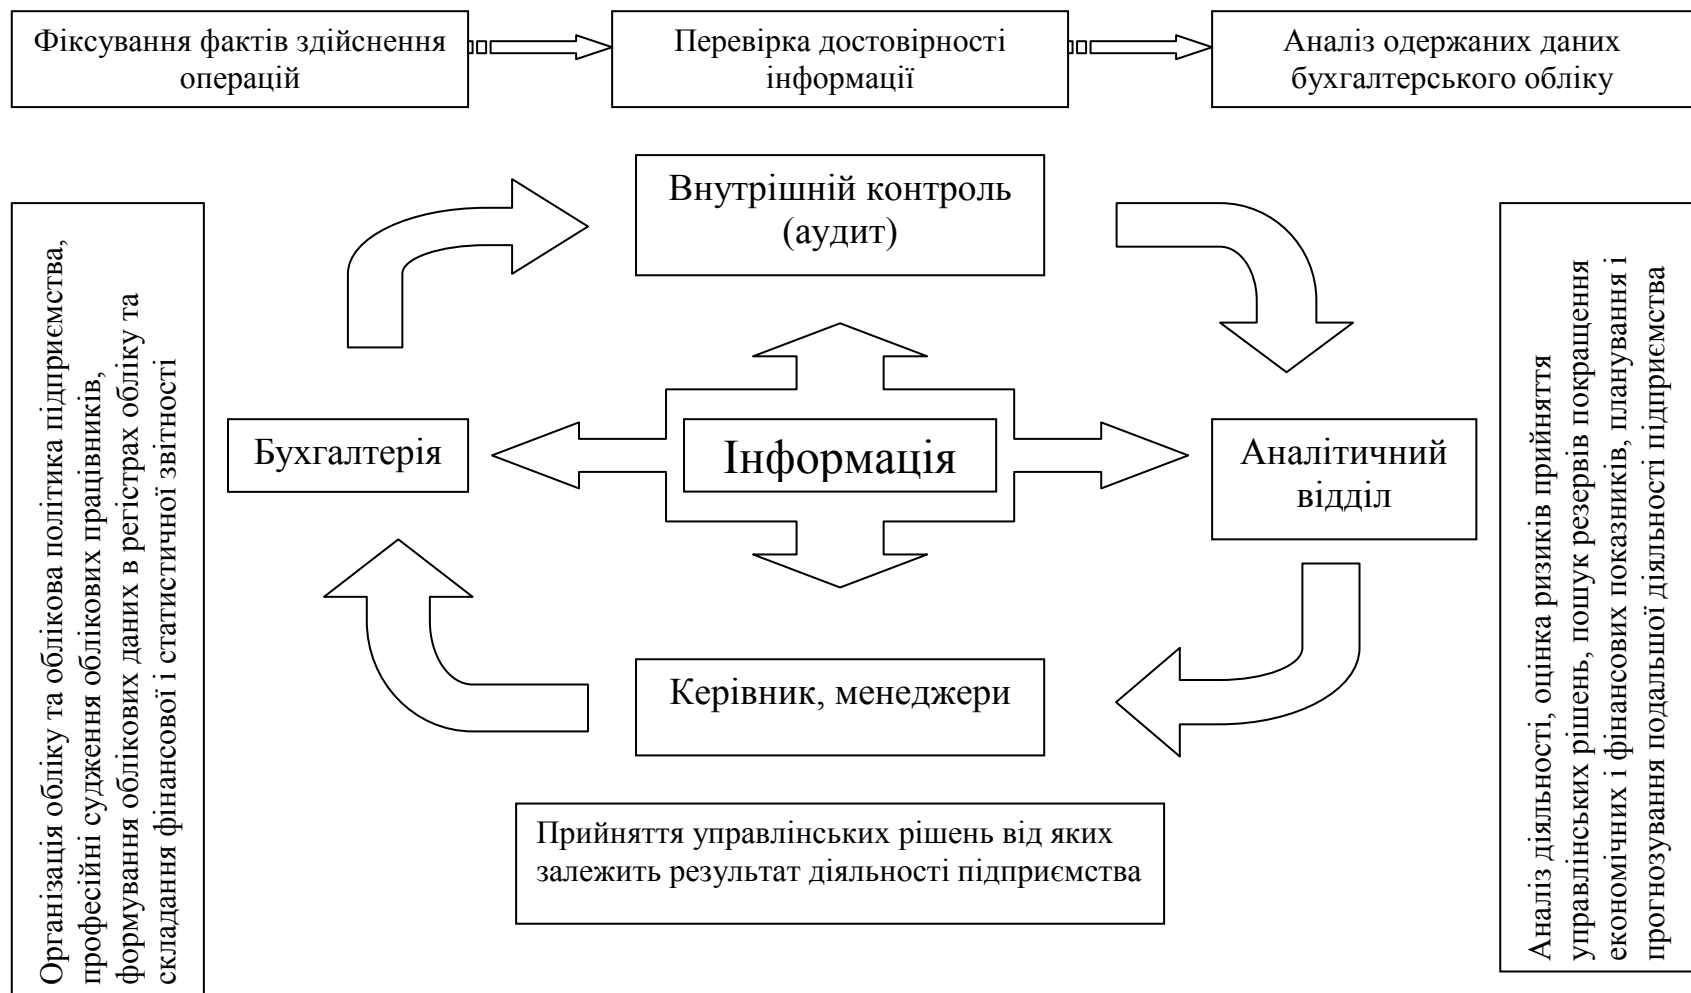 Фіксування фактів здійснення
операцій
Перевірка достовірності
інформації
Аналіз одержаних даних
бухгалтерського обліку
Внутрішній контроль
(аудит)
Організація обліку та облікова політика підприємства,
професійні судження облікових працівників,
формування облікових даних в регістрах обліку та
складання фінансової і статистичної звітності
Бухгалтерія
Інформація
Аналітичний
відділ
Аналіз діяльності, оцінка ризиків прийняття
управлінських рішень, пошук резервів покращення
економічних і фінансових показників, планування і
прогнозування подальшої діяльності підприємства
Керівник, менеджери
Прийняття управлінських рішень від яких
залежить результат діяльності підприємства